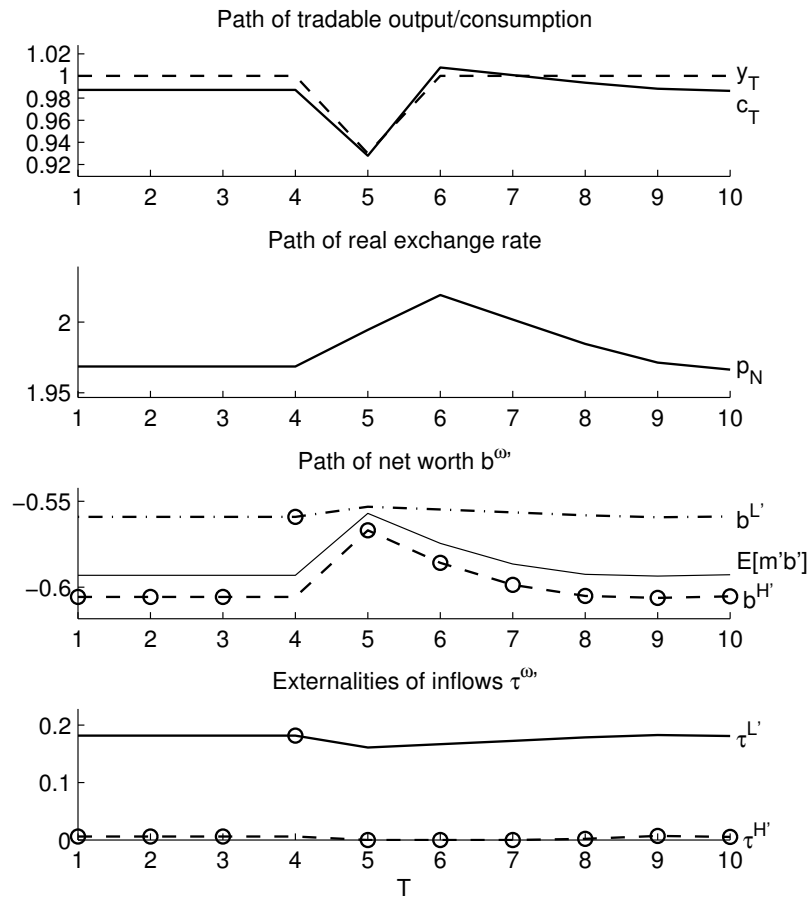 Path of tradable output/consumption
1.02
1
0.98
0.96
0.94
0.92
y_T
c_T
1 2 3 4 5 6 7 8 9 10
Path of real exchange rate
2
1.95
p_N
1 2 3 4 5 6 7 8 9 10
Path of net worth b^ω'
−0.55
−0.6
b^L'
E[m'b']
b^H'
1 2 3 4 5 6 7 8 9 10
Externalities of inflows τ^ω'
0.2
0.1
0
τ^L'
τ^H'
1 2 3 4 5 6 7 8 9 10
T